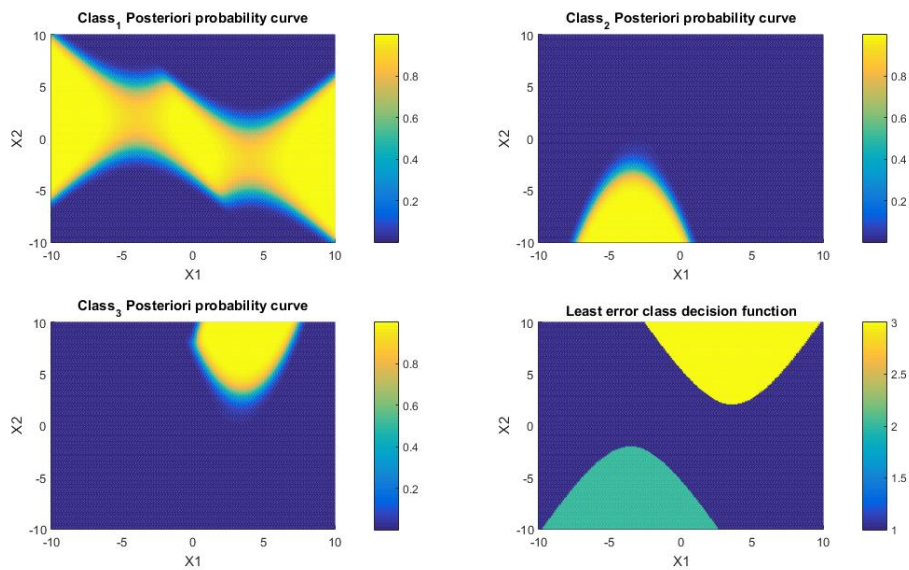 Class1 Posteriori probability curve
10
5
0
-5
-10
X2
-10 -5 0 5 10
X1
0.8
0.6
0.4
0.2
Class2 Posteriori probability curve
10
5
0
-5
-10
X2
-10 -5 0 5 10
X1
0.8
0.6
0.4
0.2
Class3 Posteriori probability curve
10
5
0
-5
-10
X2
-10 -5 0 5 10
X1
0.8
0.6
0.4
0.2
Least error class decision function
10
5
0
-5
-10
X2
-10 -5 0 5 10
X1
3
2.5
2
1.5
1